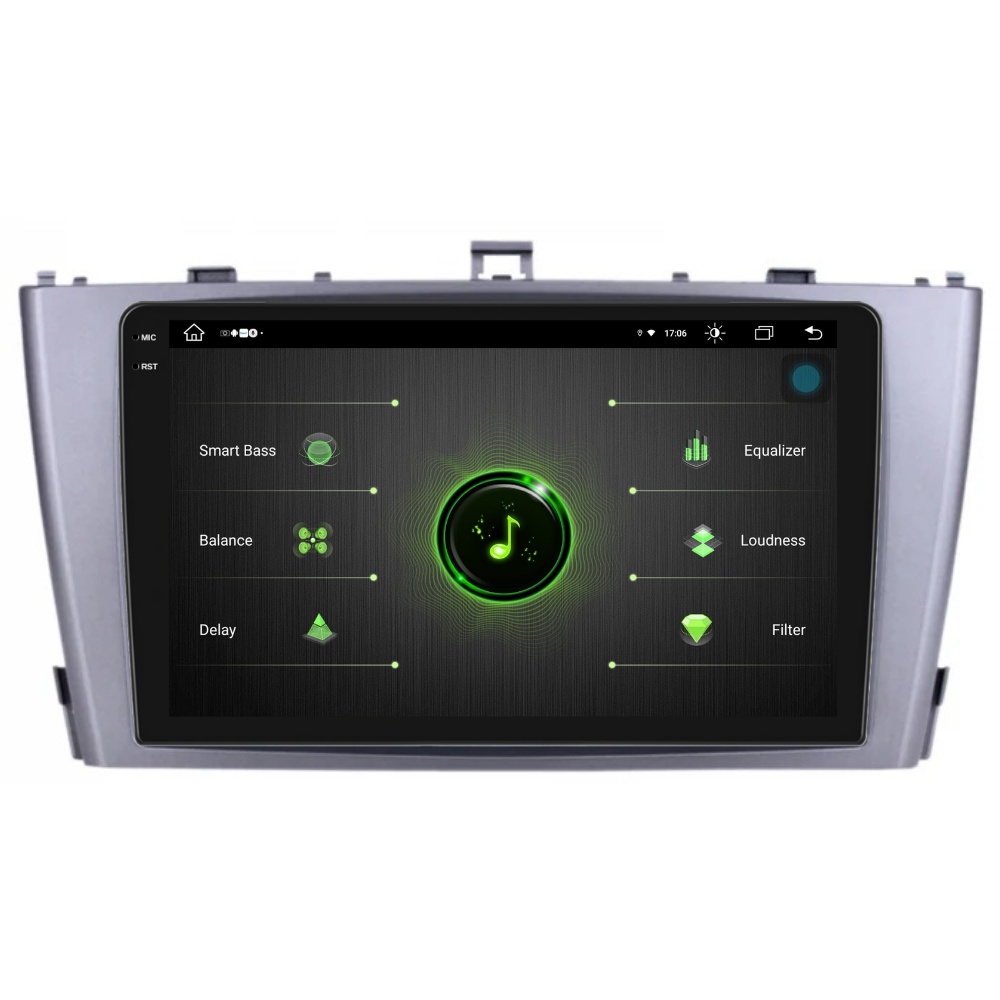 MIC
17:06
RST
Smart Bass
Equalizer
Balance
Loudness
Delay
Filter